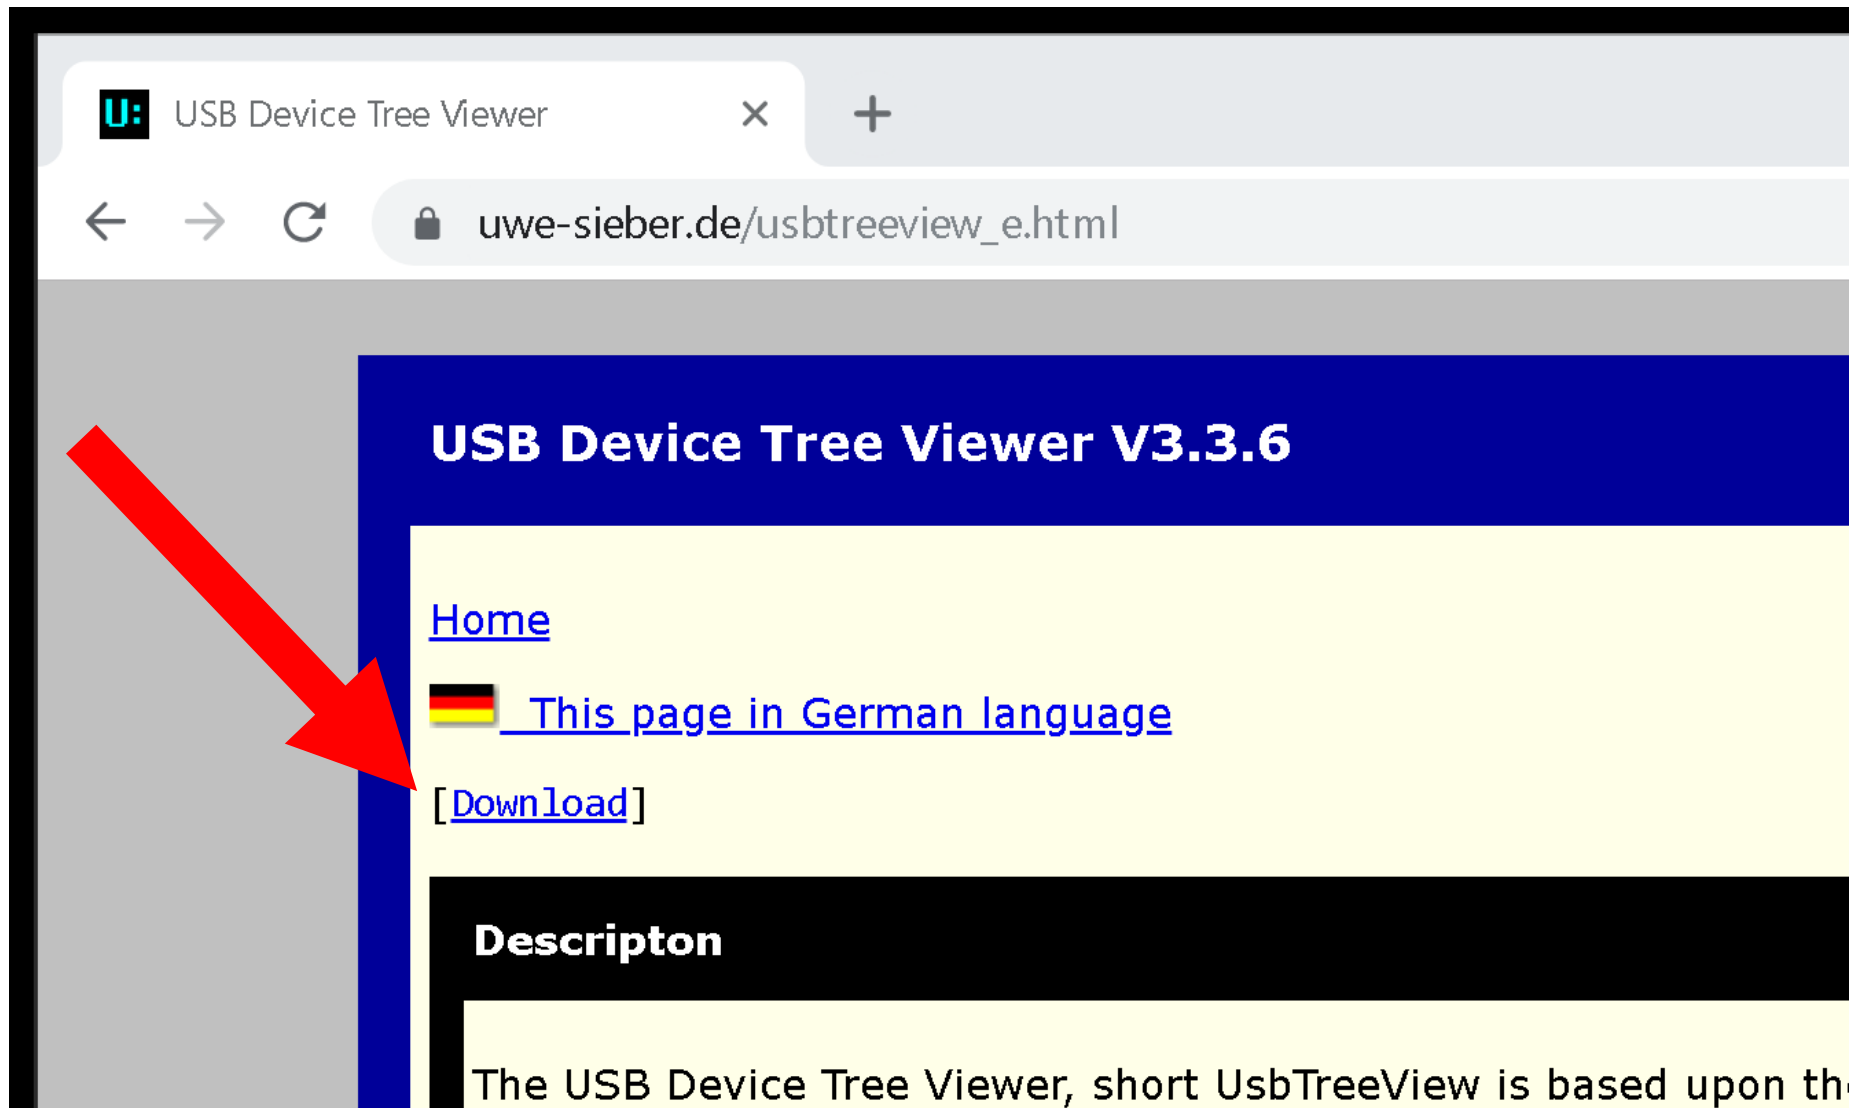 U: USB Device Tree Viewer
uwe-sieber.de/usbtreeview_e.html
USB Device Tree Viewer V3.3.6
Home
This page in German language
[Download]
Descripton
The USB Device Tree Viewer, short UsbTreeView is based upon